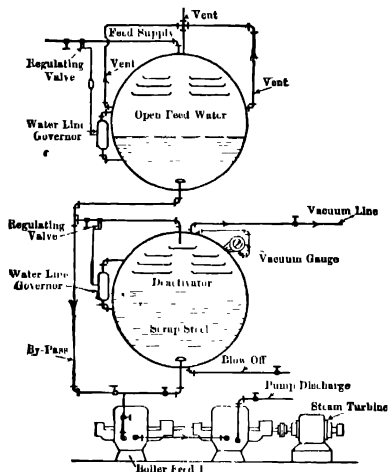 Vent
Feed Supply
Regulating
Valve
Vent
Vent
Water Line
Governor
Open Feed Water
Vacuum Line
Regulating
Valve
Vacuum Gauge
Water Line
Governor
Deactivator
Scrap Steel
By-Pass
Blow Off
Pump Discharge
Steam Turbine
Boiler Feed